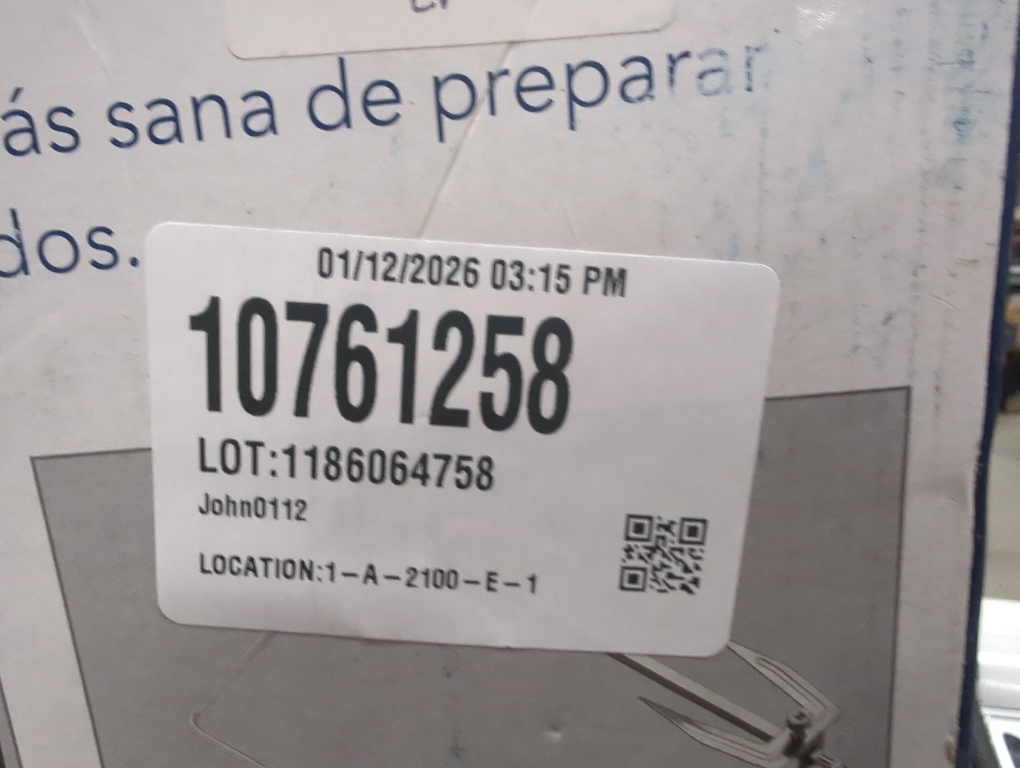 ás sana de preparar
dos.
01/12/2026 03:15 PM
10761258
LOT:1186064758
John0112
LOCATION:1-A-2100-E-1